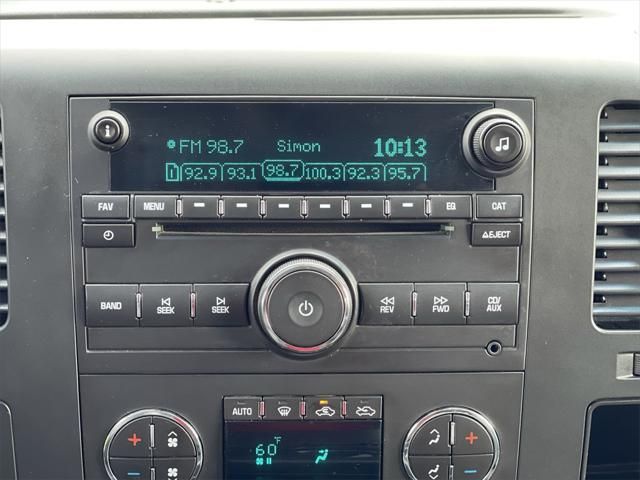 FM 98.7 Simon 10:13
1 92.9 93.1 98.7 100.3 92.3 95.7
FAV MENU EQ CAT
EJECT
BAND SEEK SEEK REV FWD CD/AUX
AUTO
60°F